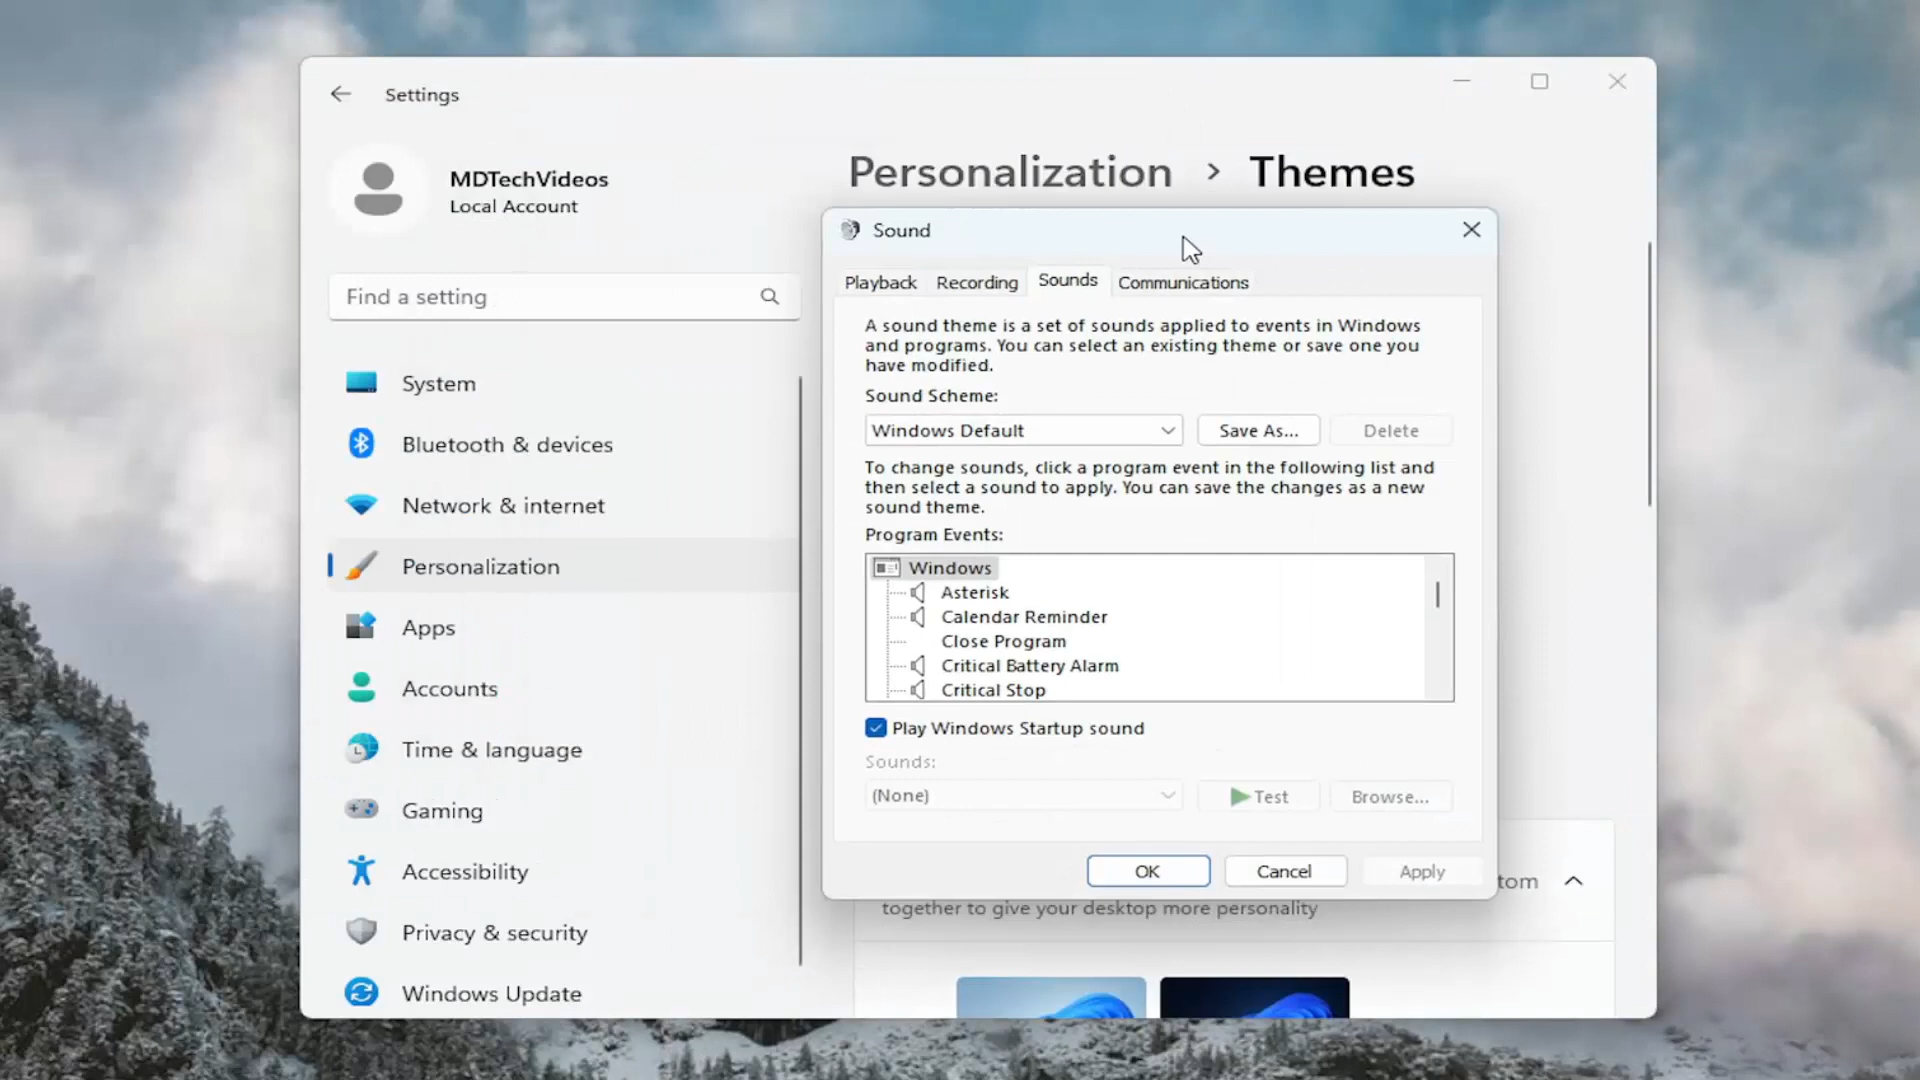 Settings
MDTechVideos
Local Account
Find a setting
System
Bluetooth & devices
Network & internet
Personalization
Apps
Accounts
Time & language
Gaming
Accessibility
Privacy & security
Windows Update
Personalization > Themes
Sound
Playback Recording Sounds Communications
A sound theme is a set of sounds applied to events in Windows
and programs. You can select an existing theme or save one you
have modified.
Sound Scheme:
Windows Default Save As... Delete
To change sounds, click a program event in the following list and
then select a sound to apply. You can save the changes as a new
sound theme.
Program Events:
Windows
Asterisk
Calendar Reminder
Close Program
Critical Battery Alarm
Critical Stop
Play Windows Startup sound
Sounds:
(None) Test Browse...
OK Cancel Apply
tom
together to give your desktop more personality